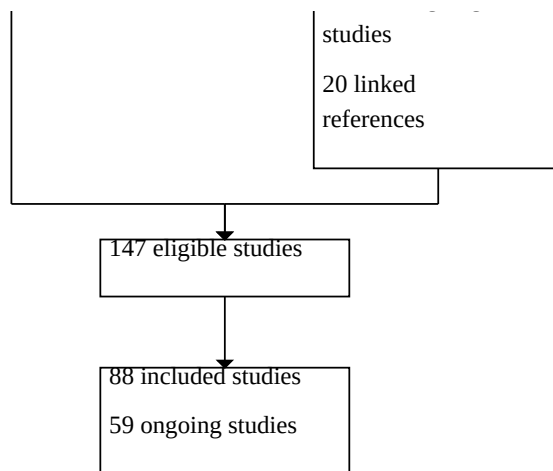 studies
20 linked
references
147 eligible studies
88 included studies
59 ongoing studies